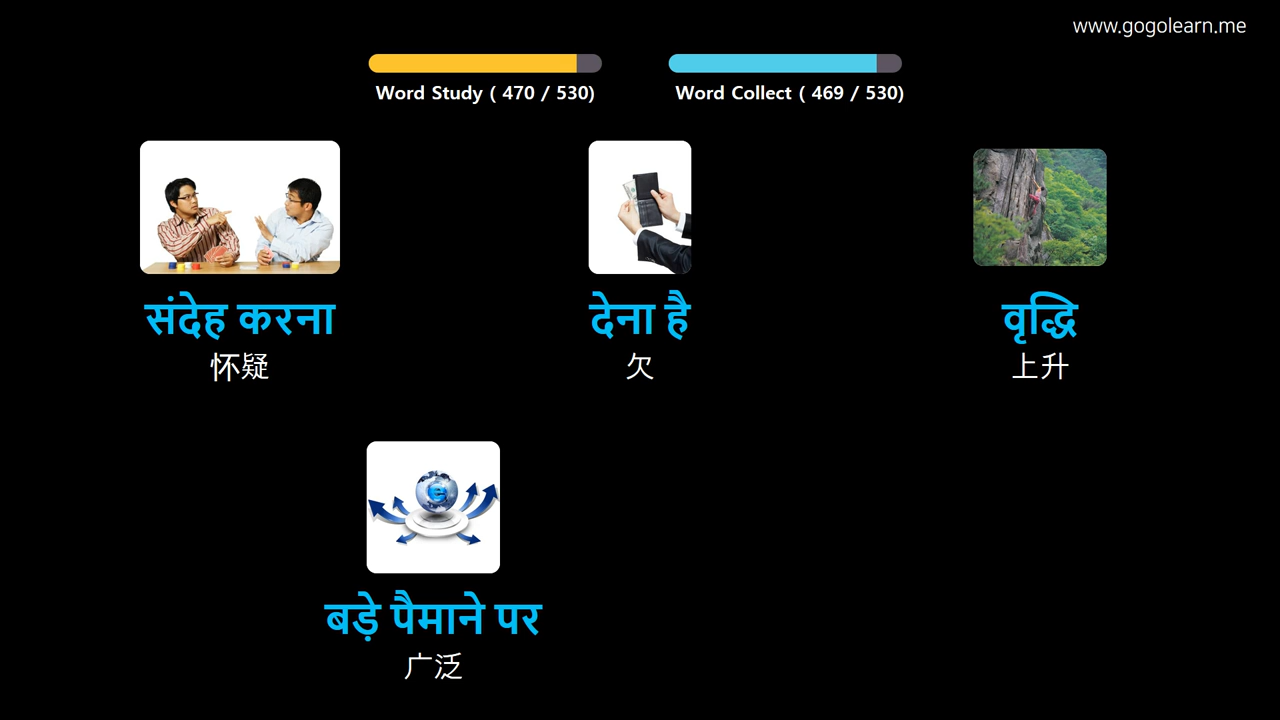 www.gogolearn.me
Word Study ( 470 / 530)
Word Collect ( 469 / 530)
संदेह करना
देना है
वृद्धि
怀疑
欠
上升
बड़े पैमाने पर
广泛